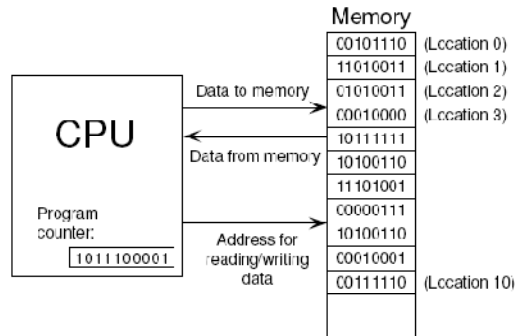 Memory
00101110 (Location 0)
11010011 (Location 1)
01010011 (Location 2)
00010000 (Location 3)
10111111
10100110
11101001
00000111
10100110
00010001
00111110 (Location 10)
CPU
Program
counter:
1011100001
Data to memory
Data from memory
Address for
reading/writing
data